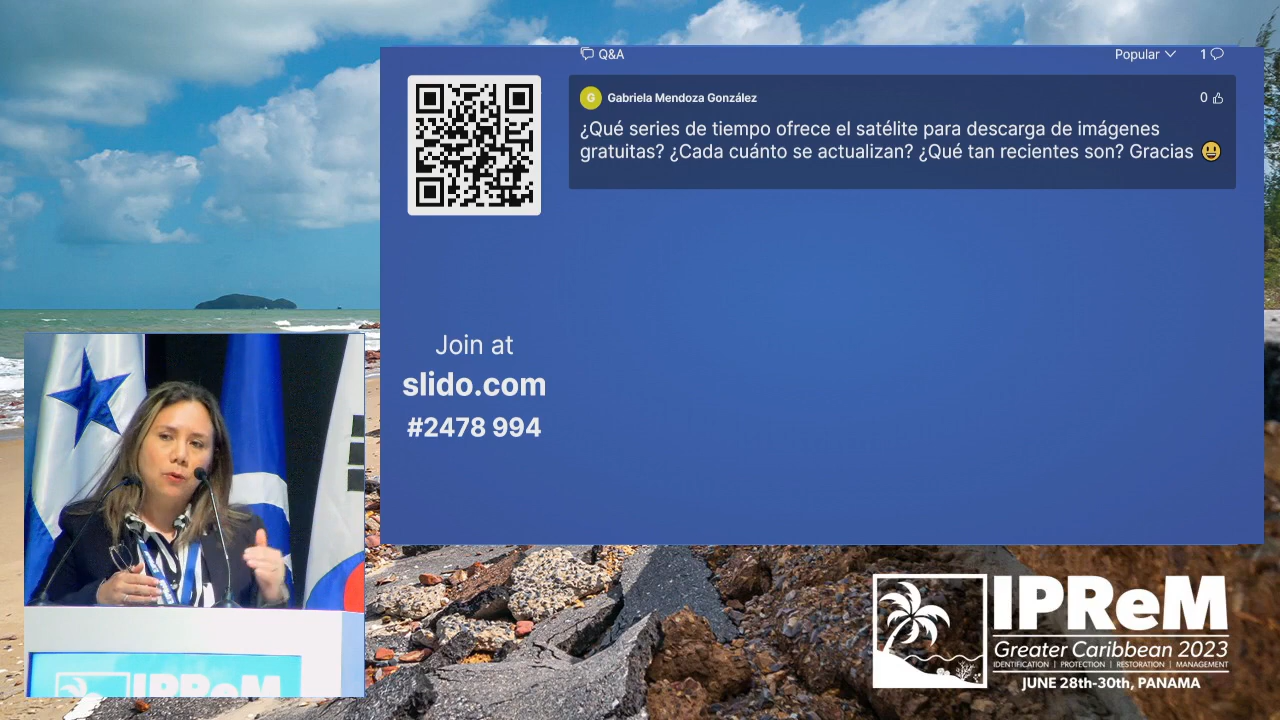 Q&A
Popular
1
G
Gabriela Mendoza González
0
¿Qué series de tiempo ofrece el satélite para descarga de imágenes
gratuitas? ¿Cada cuánto se actualizan? ¿Qué tan recientes son? Gracias 😃
Join at
slido.com
#2478 994
IPReM
IPReM
Greater Caribbean 2023
IDENTIFICATION | PROTECTION | RESTORATION | MANAGEMENT
JUNE 28th-30th, PANAMA